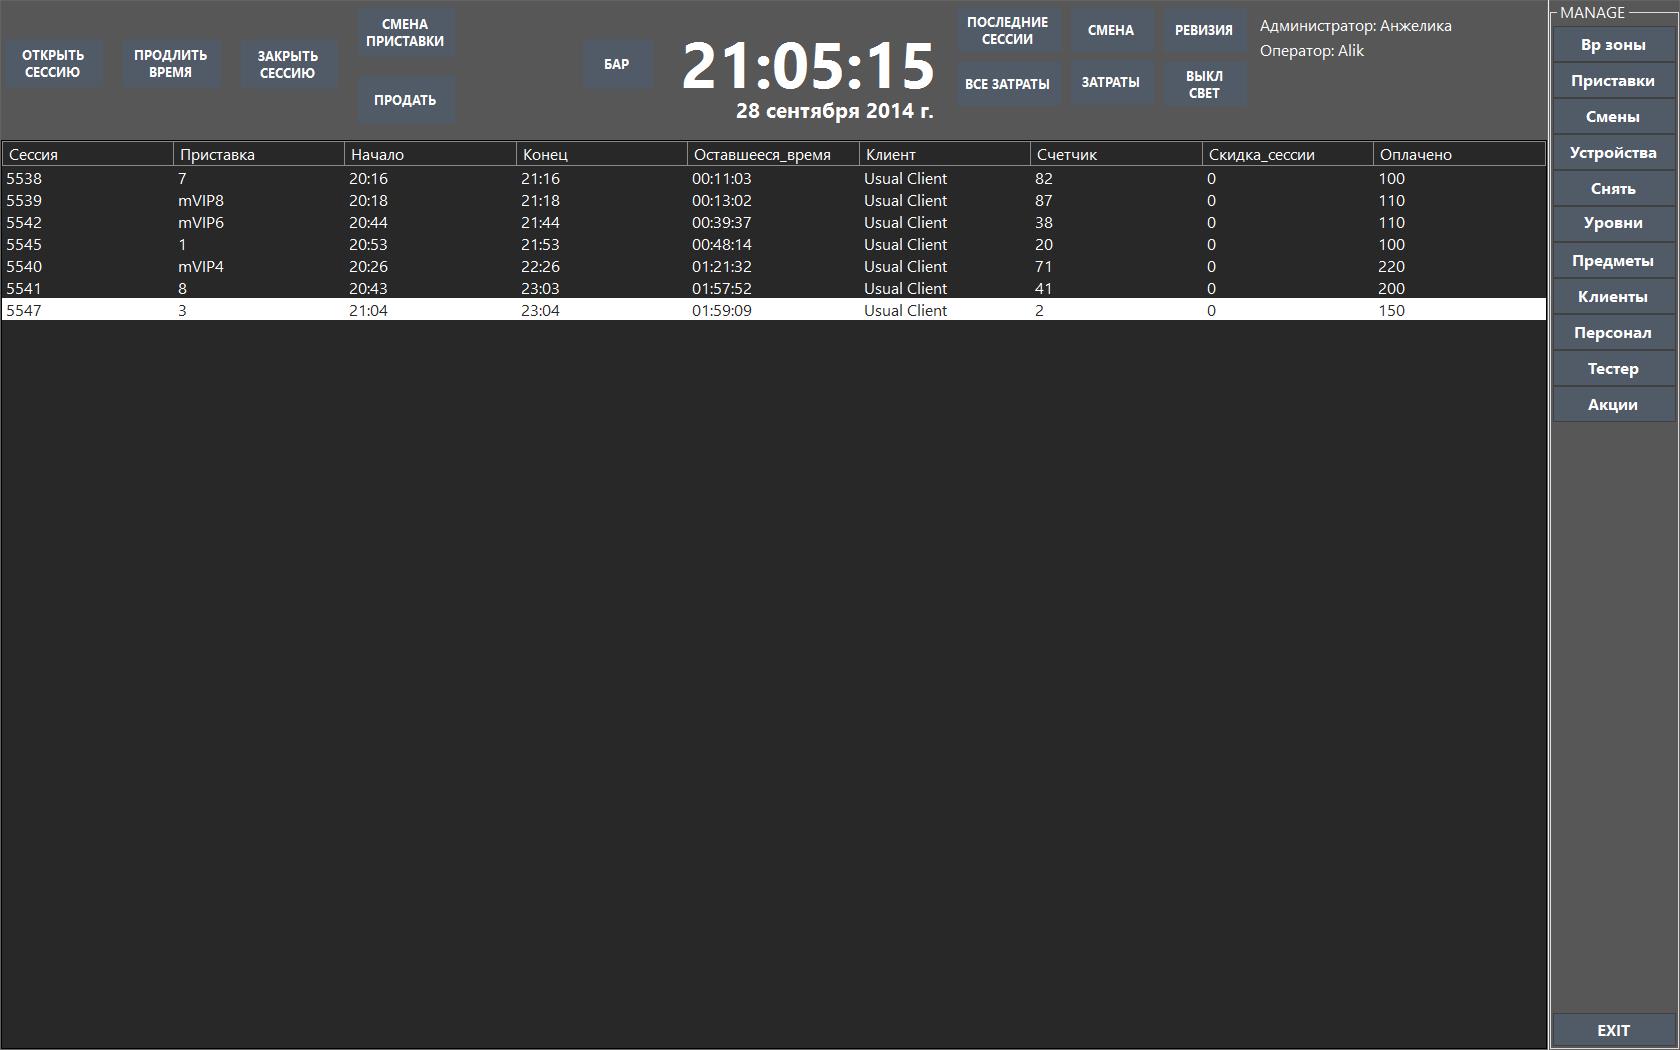 ОТКРЫТЬ
СЕССИЮ
ПРОДЛИТЬ
ВРЕМЯ
ЗАКРЫТЬ
СЕССИЮ
СМЕНА
ПРИСТАВКИ
ПРОДАТЬ
БАР
21:05:15
28 сентября 2014 г.
ПОСЛЕДНИЕ
СЕССИИ
СМЕНА
РЕВИЗИЯ
ВСЕ ЗАТРАТЫ
ЗАТРАТЫ
ВЫКЛ
СВЕТ
Администратор: Анжелика
Оператор: Alik
Сессия Приставка Начало Конец Оставшееся_время Клиент Счетчик Скидка_сессии Оплачено
5538 7 20:16 21:16 00:11:03 Usual Client 82 0 100
5539 mVIP8 20:18 21:18 00:13:02 Usual Client 87 0 110
5542 mVIP6 20:44 21:44 00:39:37 Usual Client 38 0 110
5545 1 20:53 21:53 00:48:14 Usual Client 20 0 100
5540 mVIP4 20:26 22:26 01:21:32 Usual Client 71 0 220
5541 8 20:43 23:03 01:57:52 Usual Client 41 0 200
5547 3 21:04 23:04 01:59:09 Usual Client 2 0 150
MANAGE
Вр зоны
Приставки
Смены
Устройства
Снять
Уровни
Предметы
Клиенты
Персонал
Тестер
Акции
EXIT